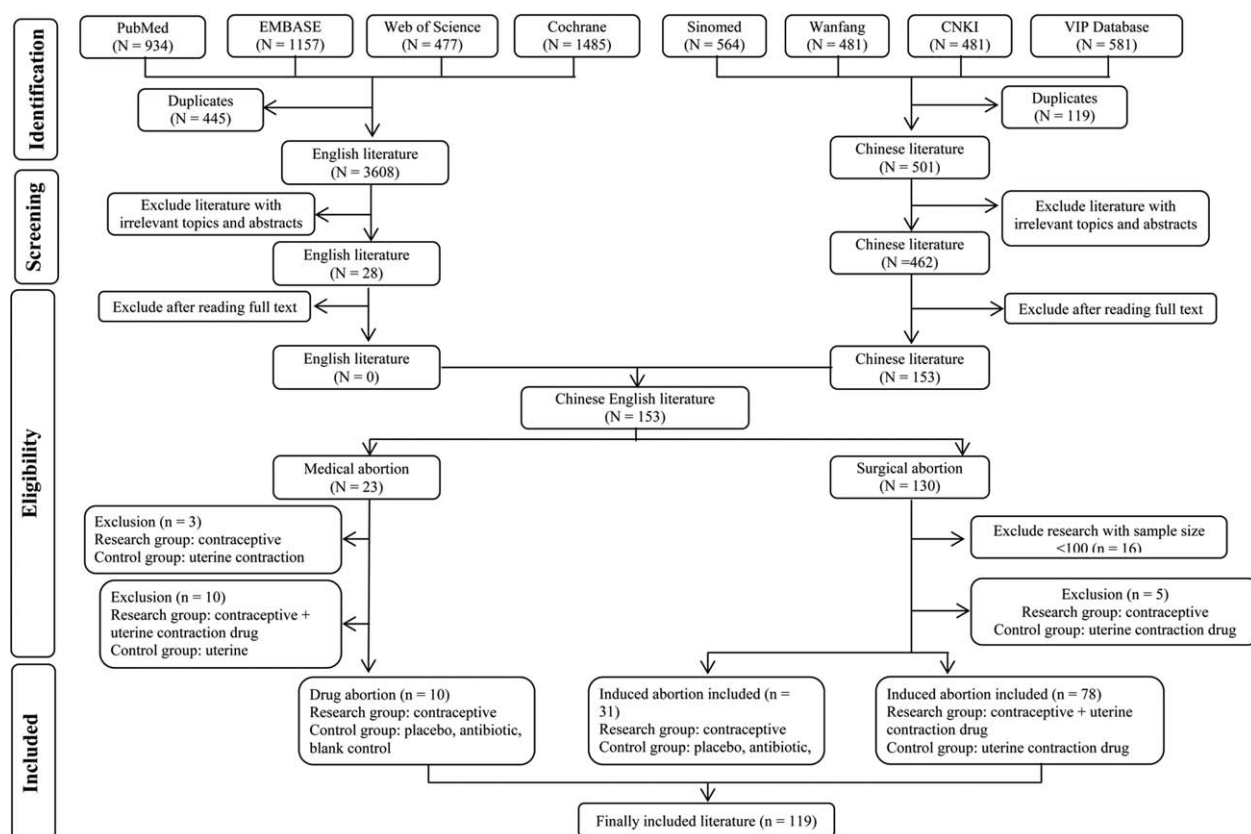 Identification
PubMed
(N = 934)
EMBASE
(N = 1157)
Web of Science
(N = 477)
Cochrane
(N = 1485)
Sinomed
(N = 564)
Wanfang
(N = 481)
CNKI
(N = 481)
VIP Database
(N = 581)
Duplicates
(N = 445)
Duplicates
(N = 119)
English literature
(N = 3608)
Chinese literature
(N = 501)
Screening
Exclude literature with
irrelevant topics and abstracts
Exclude literature with
irrelevant topics and abstracts
English literature
(N = 28)
Chinese literature
(N =462)
Eligibility
Exclude after reading full text
Exclude after reading full text
English literature
(N = 0)
Chinese literature
(N = 153)
Chinese English literature
(N = 153)
Medical abortion
(N = 23)
Surgical abortion
(N = 130)
Exclusion (n = 3)
Research group: contraceptive
Control group: uterine contraction
Exclude research with sample size
<100 (n = 16)
Exclusion (n = 10)
Research group: contraceptive +
uterine contraction drug
Control group: uterine
Exclusion (n = 5)
Research group: contraceptive
Control group: uterine contraction drug
Included
Drug abortion (n = 10)
Research group: contraceptive
Control group: placebo, antibiotic,
blank control
Induced abortion included (n =
31)
Research group: contraceptive
Control group: placebo, antibiotic,
Induced abortion included (n = 78)
Research group: contraceptive + uterine
contraction drug
Control group: uterine contraction drug
Finally included literature (n = 119)